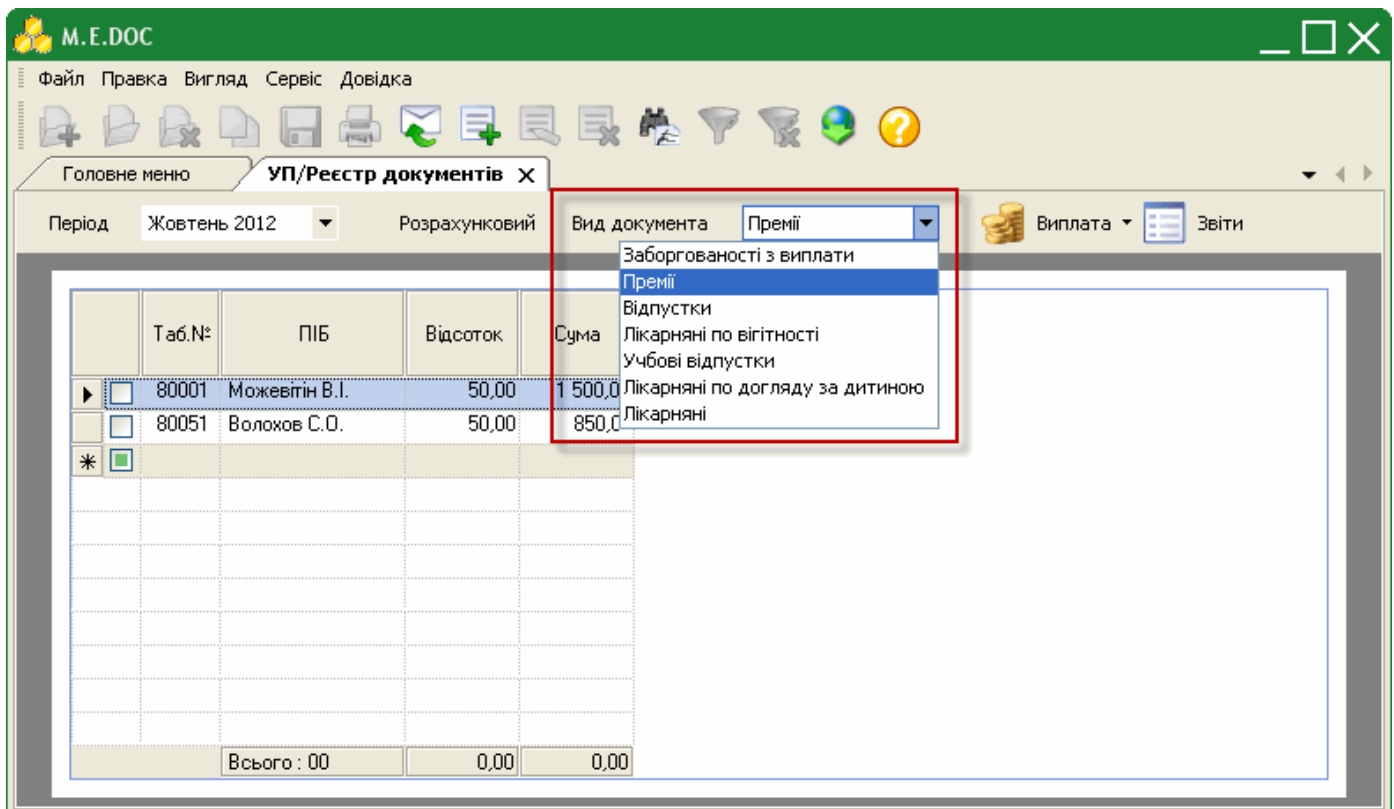 M.E.DOC
Файл Правка Вигляд Сервіс Довідка
Головне меню УП/Реєстр документів
Період Жовтень 2012 Розрахунковий Вид документа Премії Виплата Звіти
Заборгованості з виплати
Премії
Відпустки
Лікарняні по вігітності
Учбові відпустки
Лікарняні по догляду за дитиною
Лікарняні
Таб.№ ПІБ Відсоток Сума
80001 Можевітін В.І. 50,00 1 500,0
80051 Волохов С.О. 50,00 850,0
Всього : 00 0,00 0,00